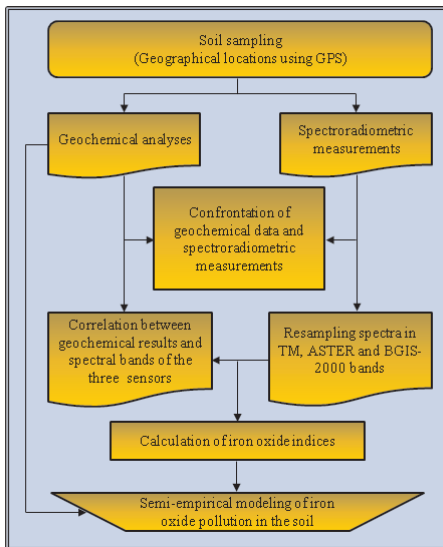 Soil sampling
(Geographical locations using GPS)
Geochemical analyses
Spectroradiometric
measurements
Confrontation of
geochemical data and
spectroradiometric
measurements
Correlation between
geochemical results and
spectral bands of the
three sensors
Resampling spectra in
TM, ASTER and BGIS-
2000 bands
Calculation of iron oxide indices
Semi-empirical modeling of iron
oxide pollution in the soil